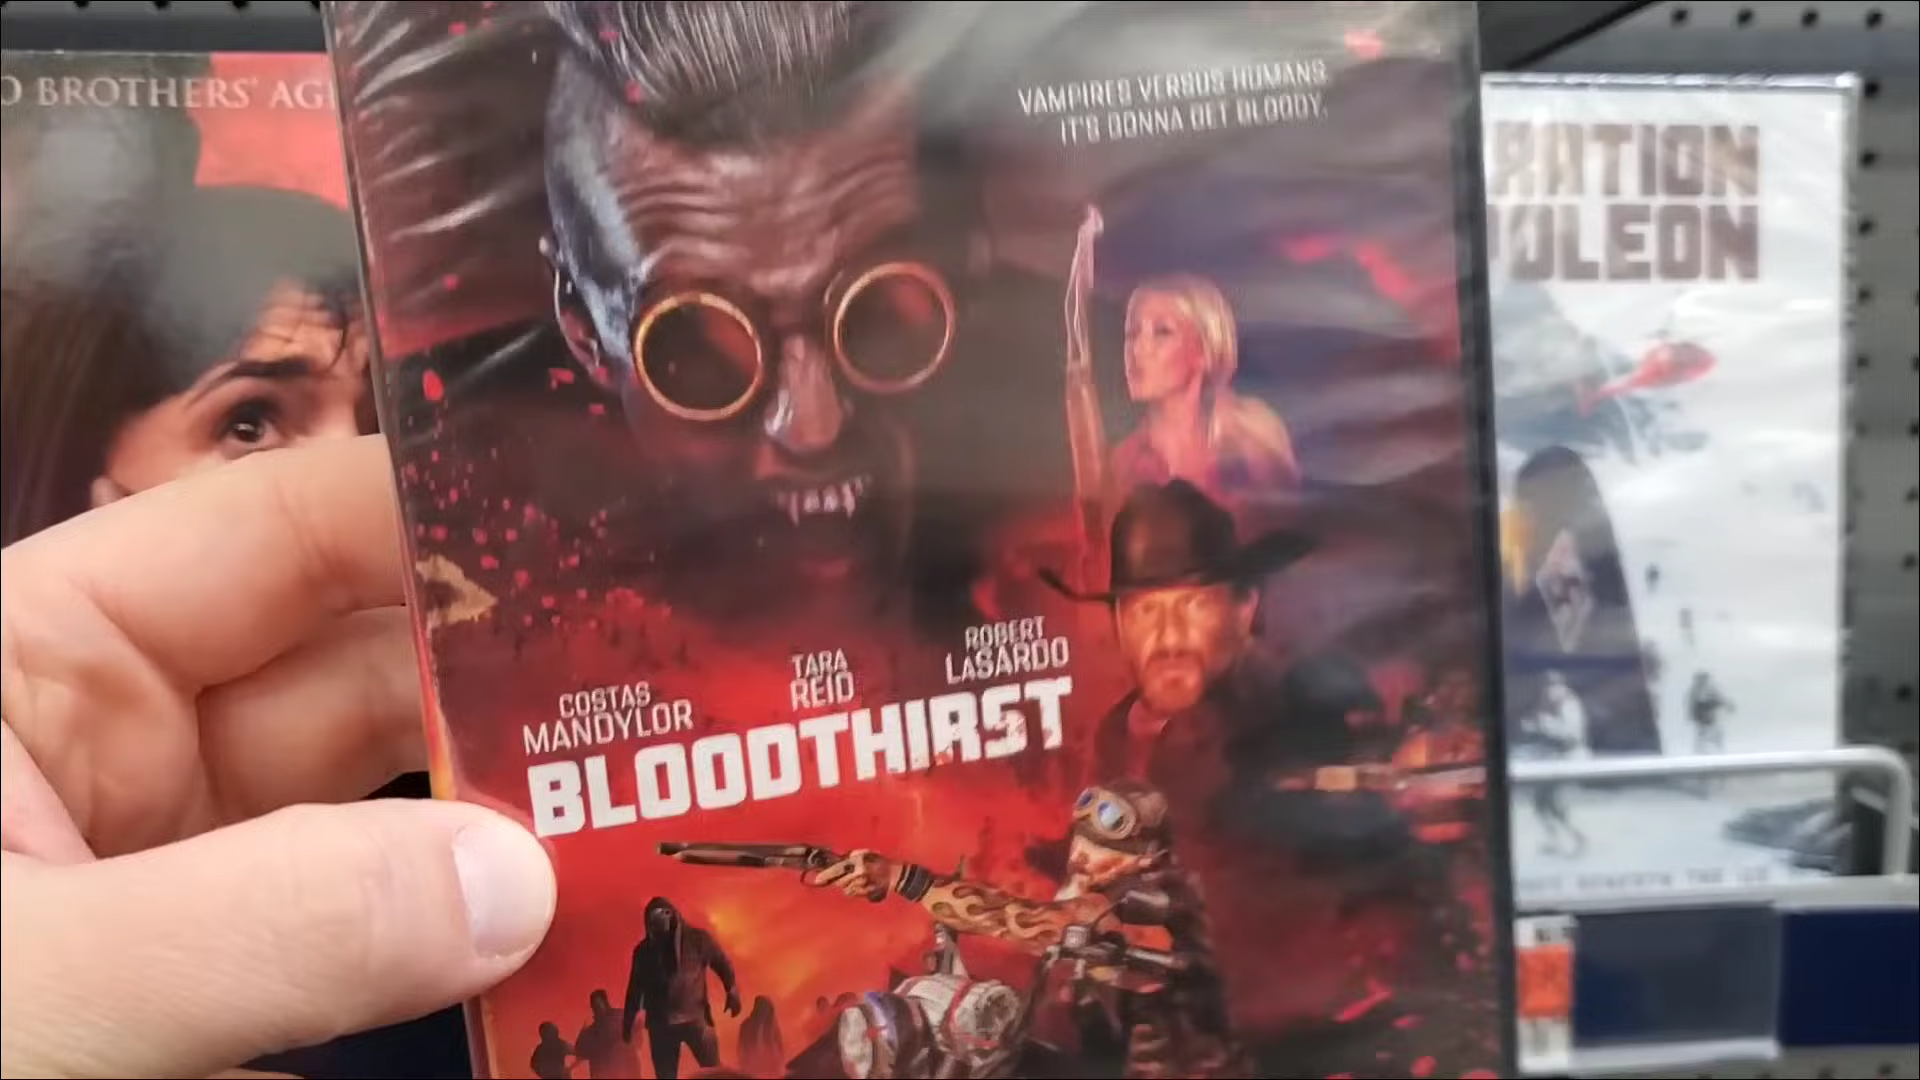 O BROTHERS' AG
VAMPIRES VERSUS HUMANS.
IT'S GONNA GET BLOODY.
RATION
OLEON
COSTAS
MANDYLOR
TARA
REID
ROBERT
LASARDO
BLOODTHIRST